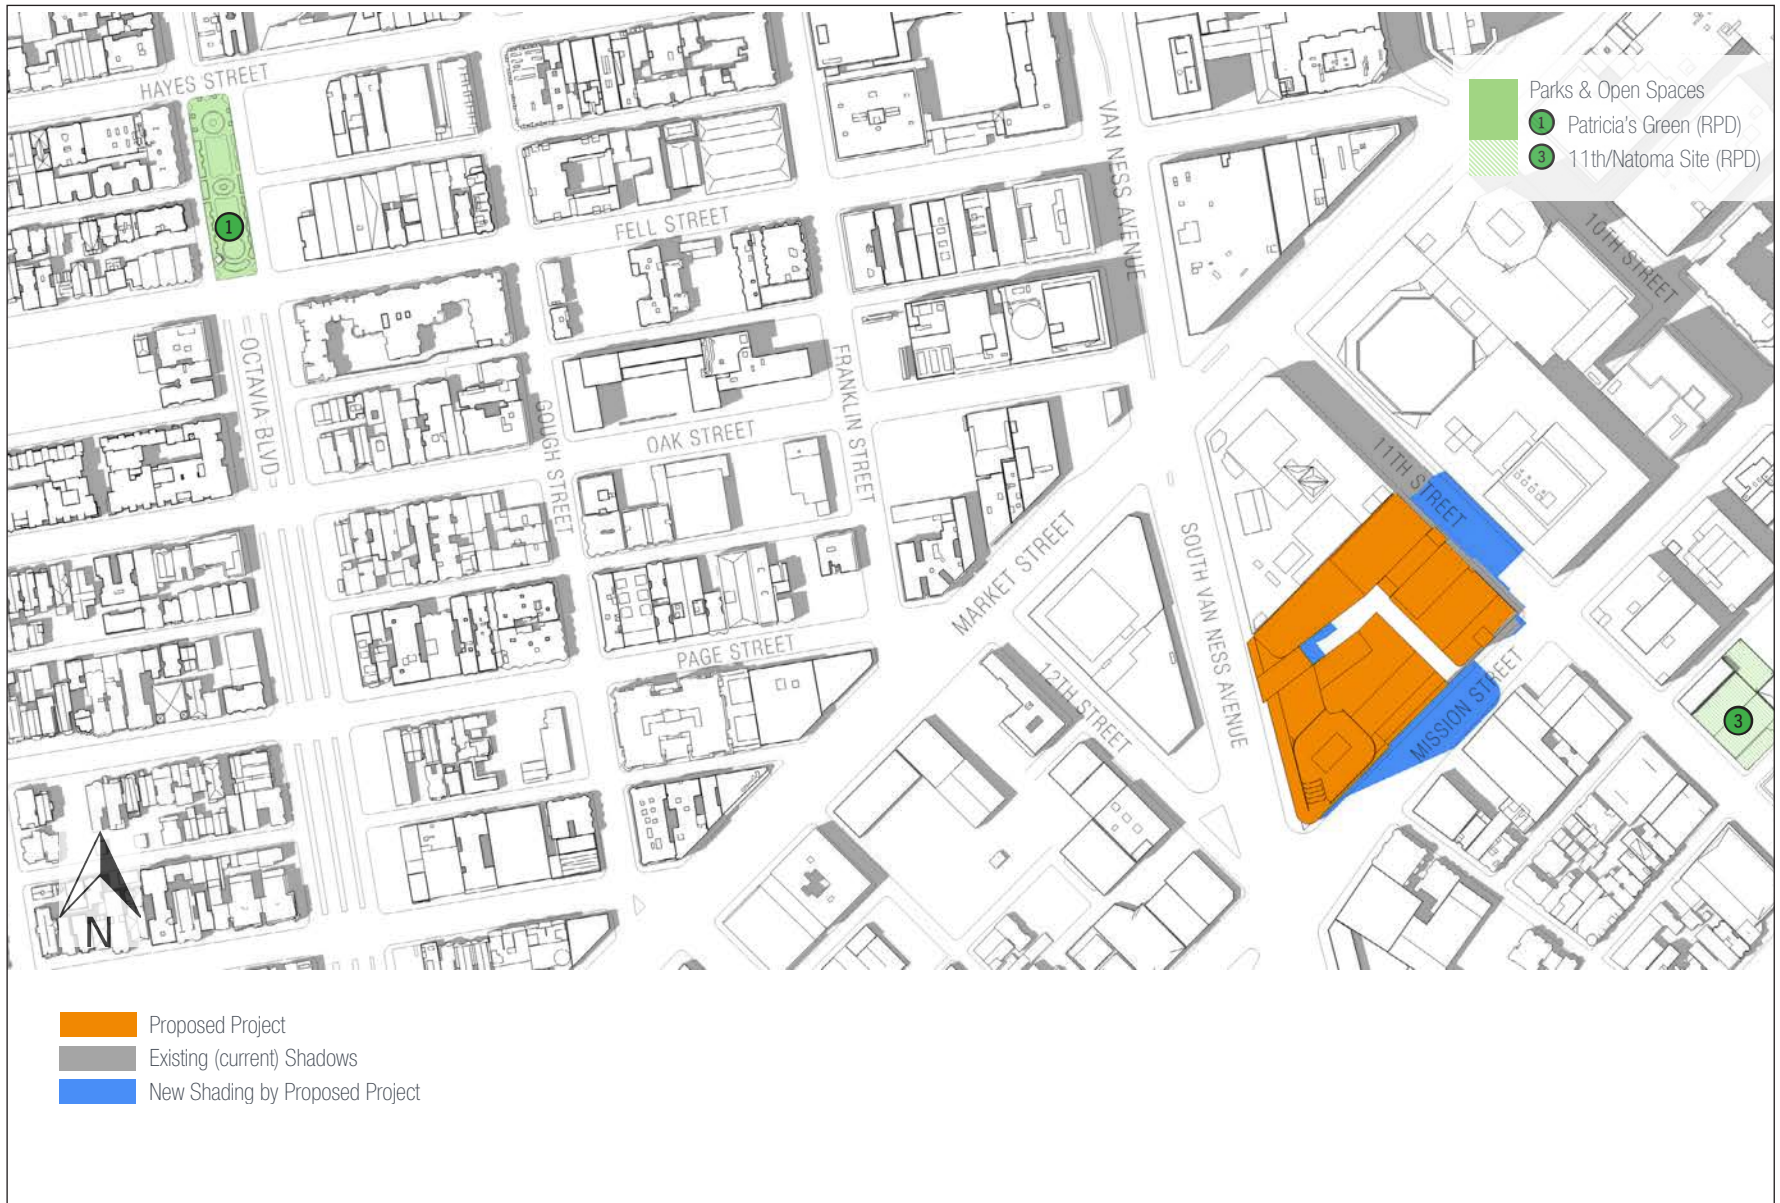 HAYES STREET
Parks & Open Spaces
1 Patricia's Green (RPD)
3 11th/Natoma Site (RPD)
VAN NESS AVENUE
1
FELL STREET
10TH STREET
OCTAVIA BLVD
FRANKLIN STREET
GOUGH STREET
OAK STREET
11TH STREET
MARKET STREET
SOUTH VAN NESS AVENUE
PAGE STREET
12TH STREET
MISSION STREET
3
N
Proposed Project
Existing (current) Shadows
New Shading by Proposed Project